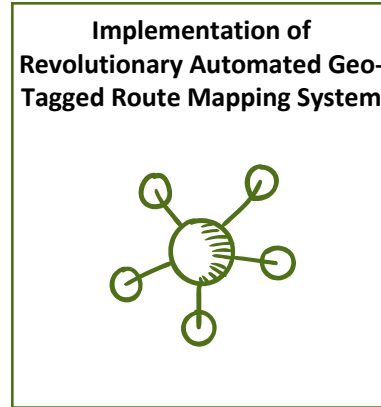 Implementation of
Revolutionary Automated Geo-
Tagged Route Mapping System